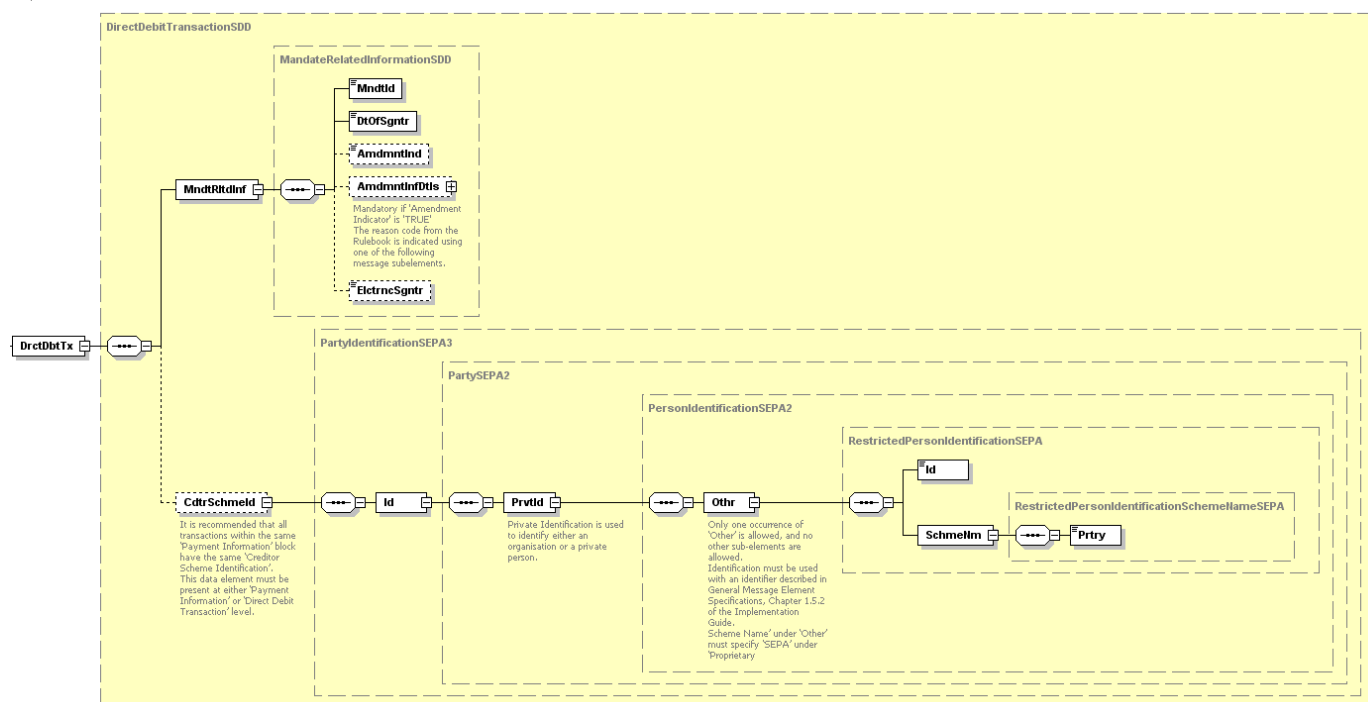 DirectDebitTransactionSDD
MandateRelatedInformationSDD
MndtId
DtOfSgntr
AmdmntInd
MndtRltdInf
AmdmntInfDtls
Mandatory if 'Amendment
Indicator' is 'TRUE'
The reason code from the
Rulebook is indicated using
one of the following
message subelements.
ElctrncSgntr
DrctDbtTx
PartyIdentificationSEPA3
PartySEPA2
PersonIdentificationSEPA2
RestrictedPersonIdentificationSEPA
Id
RestrictedPersonIdentificationSchemeNameSEPA
CdtrSchmeId
Id
PrvtId
Othr
SchmeNm
Prtry
It is recommended that all
transactions within the same
'Payment Information' block
have the same 'Creditor
Scheme Identification'.
This data element must be
present at either 'Payment
Information' or 'Direct Debit
Transaction' level.
Private Identification is used
to identify either an
organisation or a private
person.
Only one occurrence of
'Other' is allowed, and no
other sub-elements are
allowed.
Identification must be used
with an identifier described in
General Message Element
Specifications, Chapter 1.5.2
of the Implementation
Guide.
Scheme Name' under 'Other'
must specify 'SEPA' under
'Proprietary